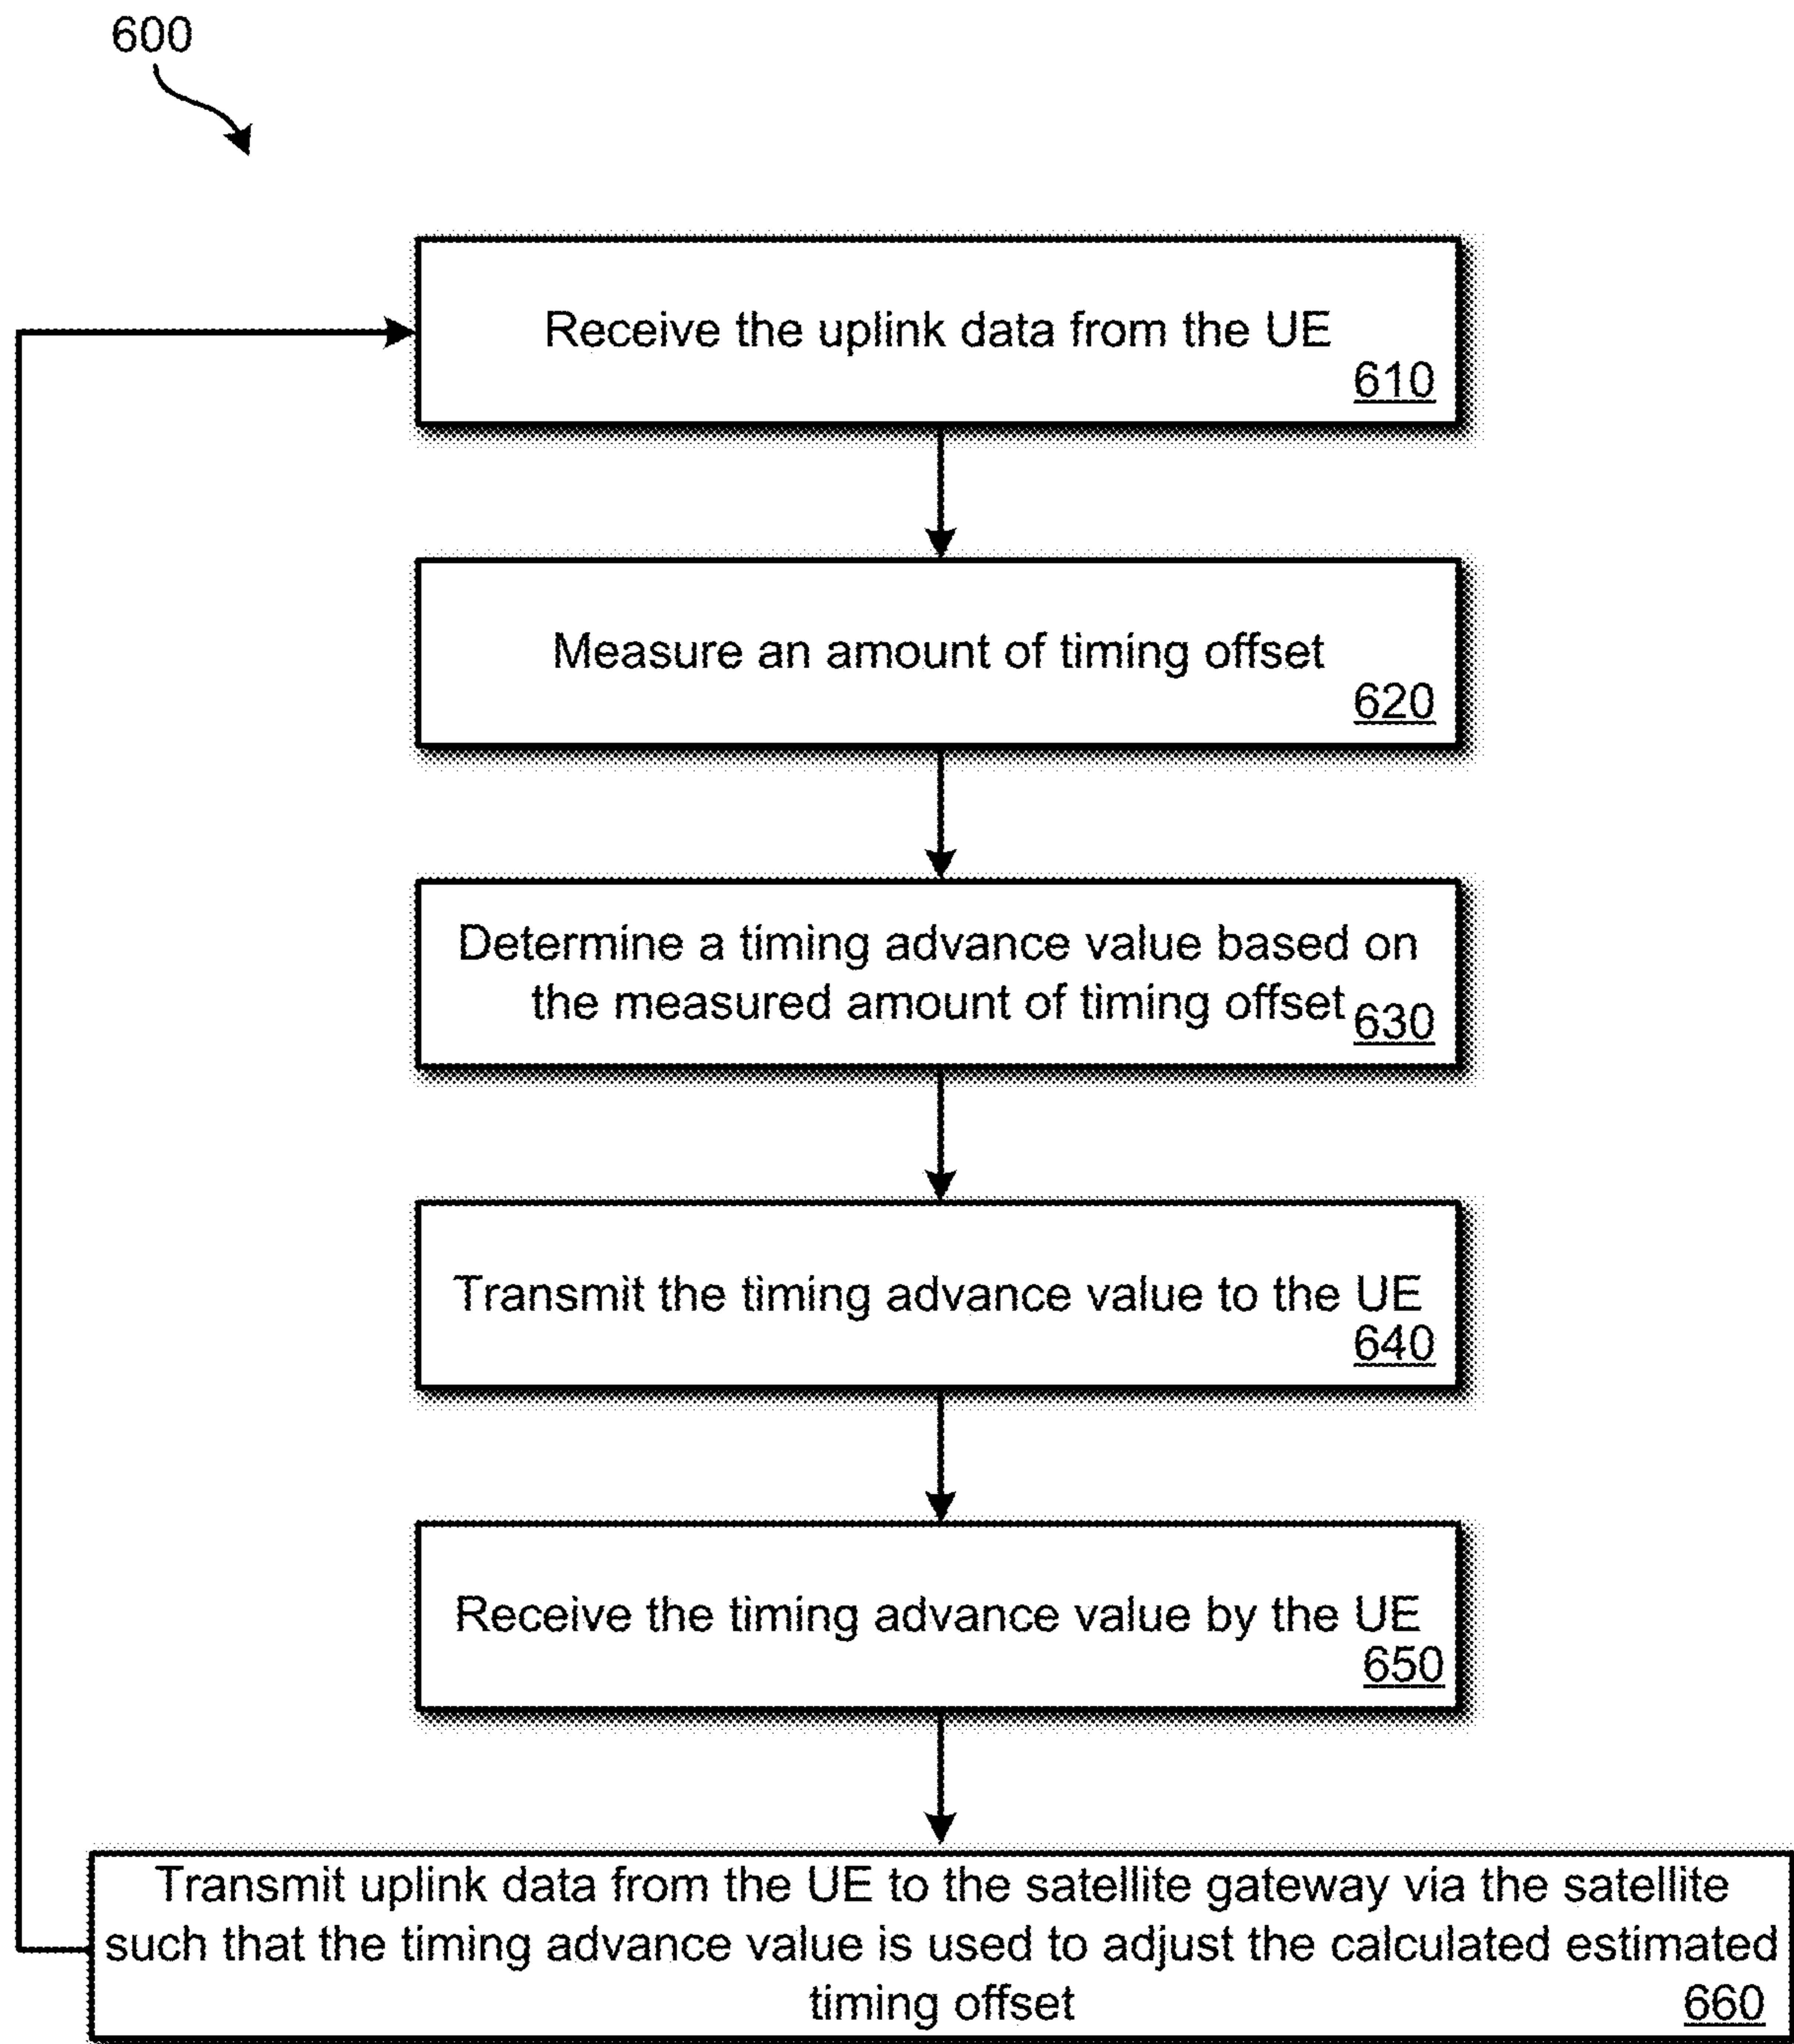 600
Receive the uplink data from the UE
610
Measure an amount of timing offset
620
Determine a timing advance value based on
the measured amount of timing offset
630
Transmit the timing advance value to the UE
640
Receive the timing advance value by the UE
650
Transmit uplink data from the UE to the satellite gateway via the satellite
such that the timing advance value is used to adjust the calculated estimated
timing offset
660